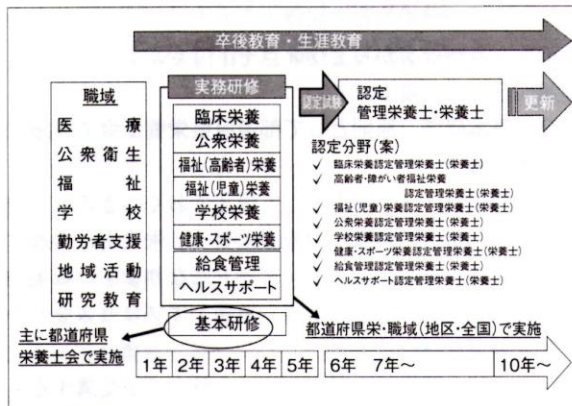 卒後教育・生涯教育
職域
医療
公衆衛生
福祉
学校
勤労者支援
地域活動
研究教育
実務研修
臨床栄養
公衆栄養
福祉(高齢者)栄養
福祉(児童)栄養
学校栄養
健康・スポーツ栄養
給食管理
ヘルスサポート
基本研修
認定試験
認定
管理栄養士・栄養士
更新
認定分野(案)
✓ 臨床栄養認定管理栄養士(栄養士)
✓ 高齢者・障がい者福祉栄養
認定管理栄養士(栄養士)
✓ 福祉(児童)栄養認定管理栄養士(栄養士)
✓ 公衆栄養認定管理栄養士(栄養士)
✓ 学校栄養認定管理栄養士(栄養士)
✓ 健康・スポーツ栄養認定管理栄養士(栄養士)
✓ 給食管理認定管理栄養士(栄養士)
✓ ヘルスサポート認定管理栄養士(栄養士)
主に都道府県
栄養士会で実施
都道府県栄・職域(地区・全国)で実施
1年 2年 3年 4年 5年 6年 7年～ 10年～